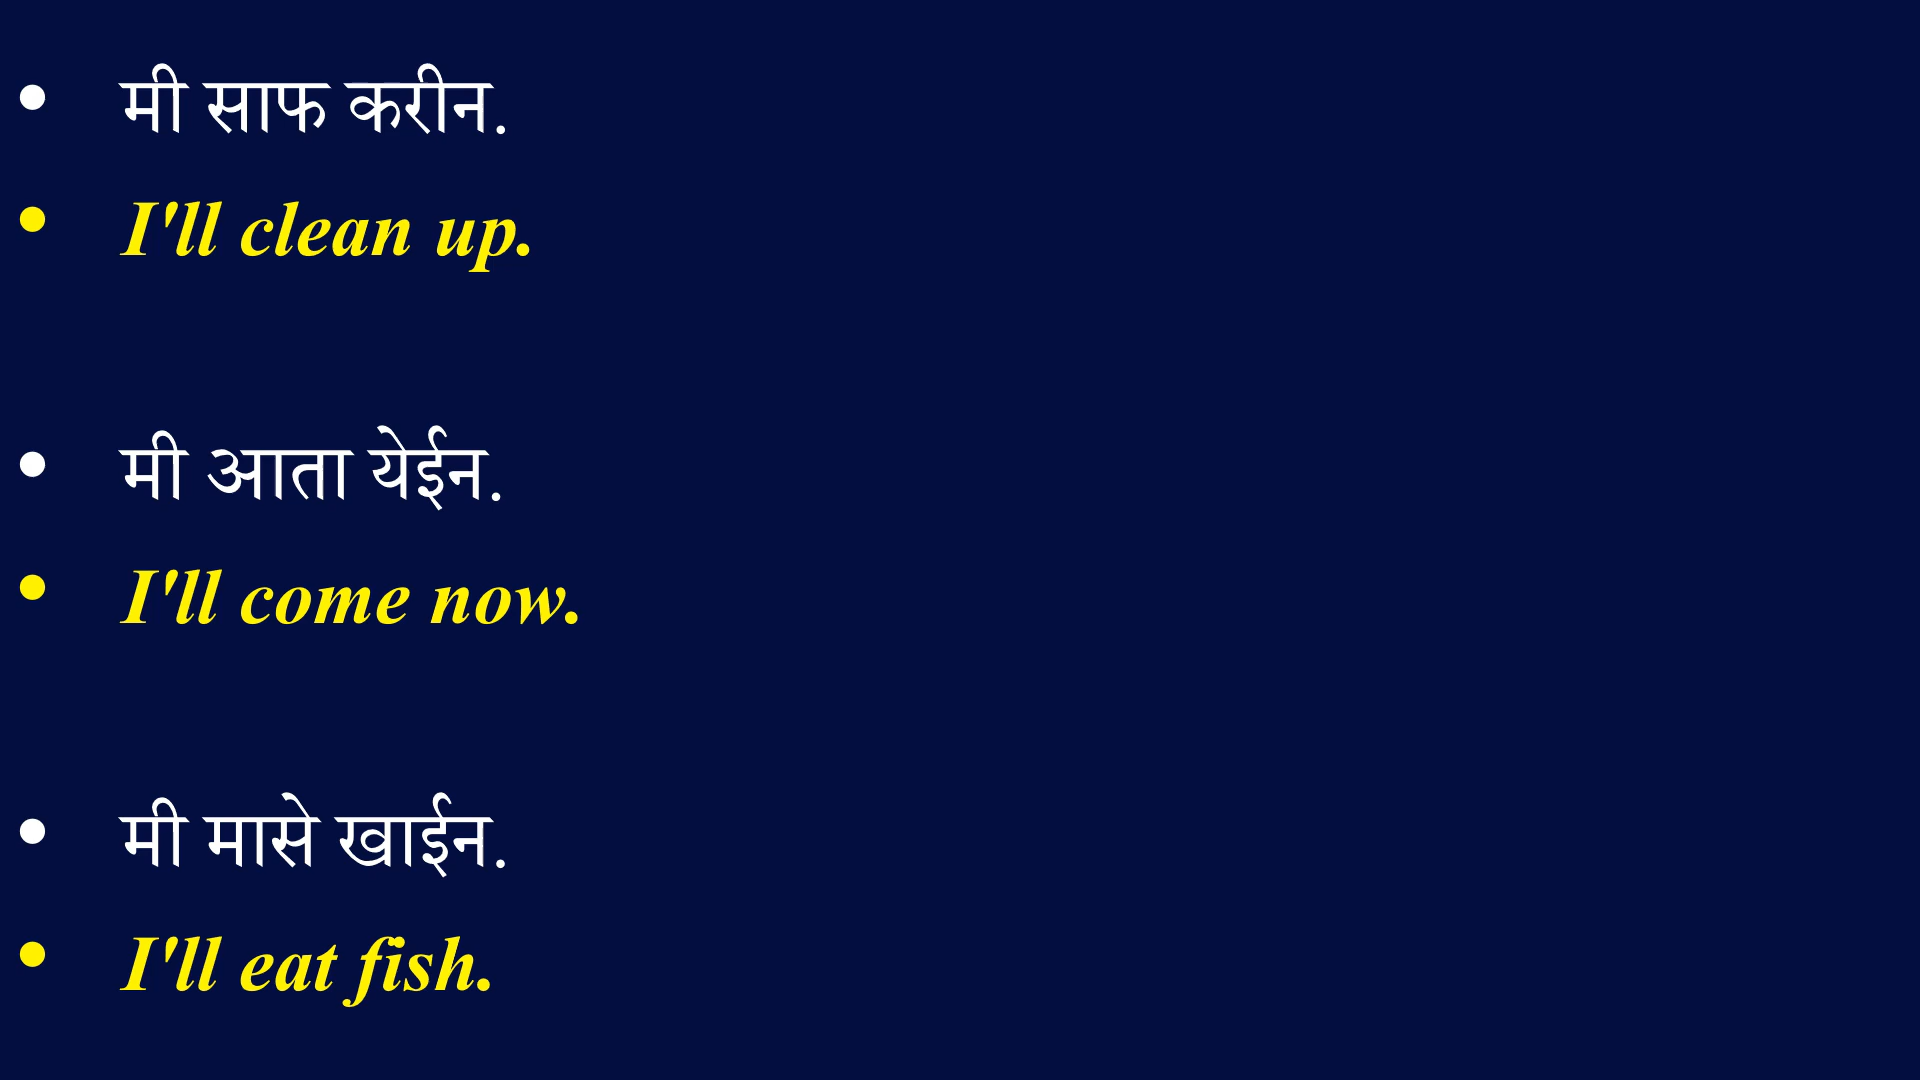 • मी साफ करीन.
• I'll clean up.
• मी आता येईन.
• I'll come now.
• मी मासे खाईन.
• I'll eat fish.